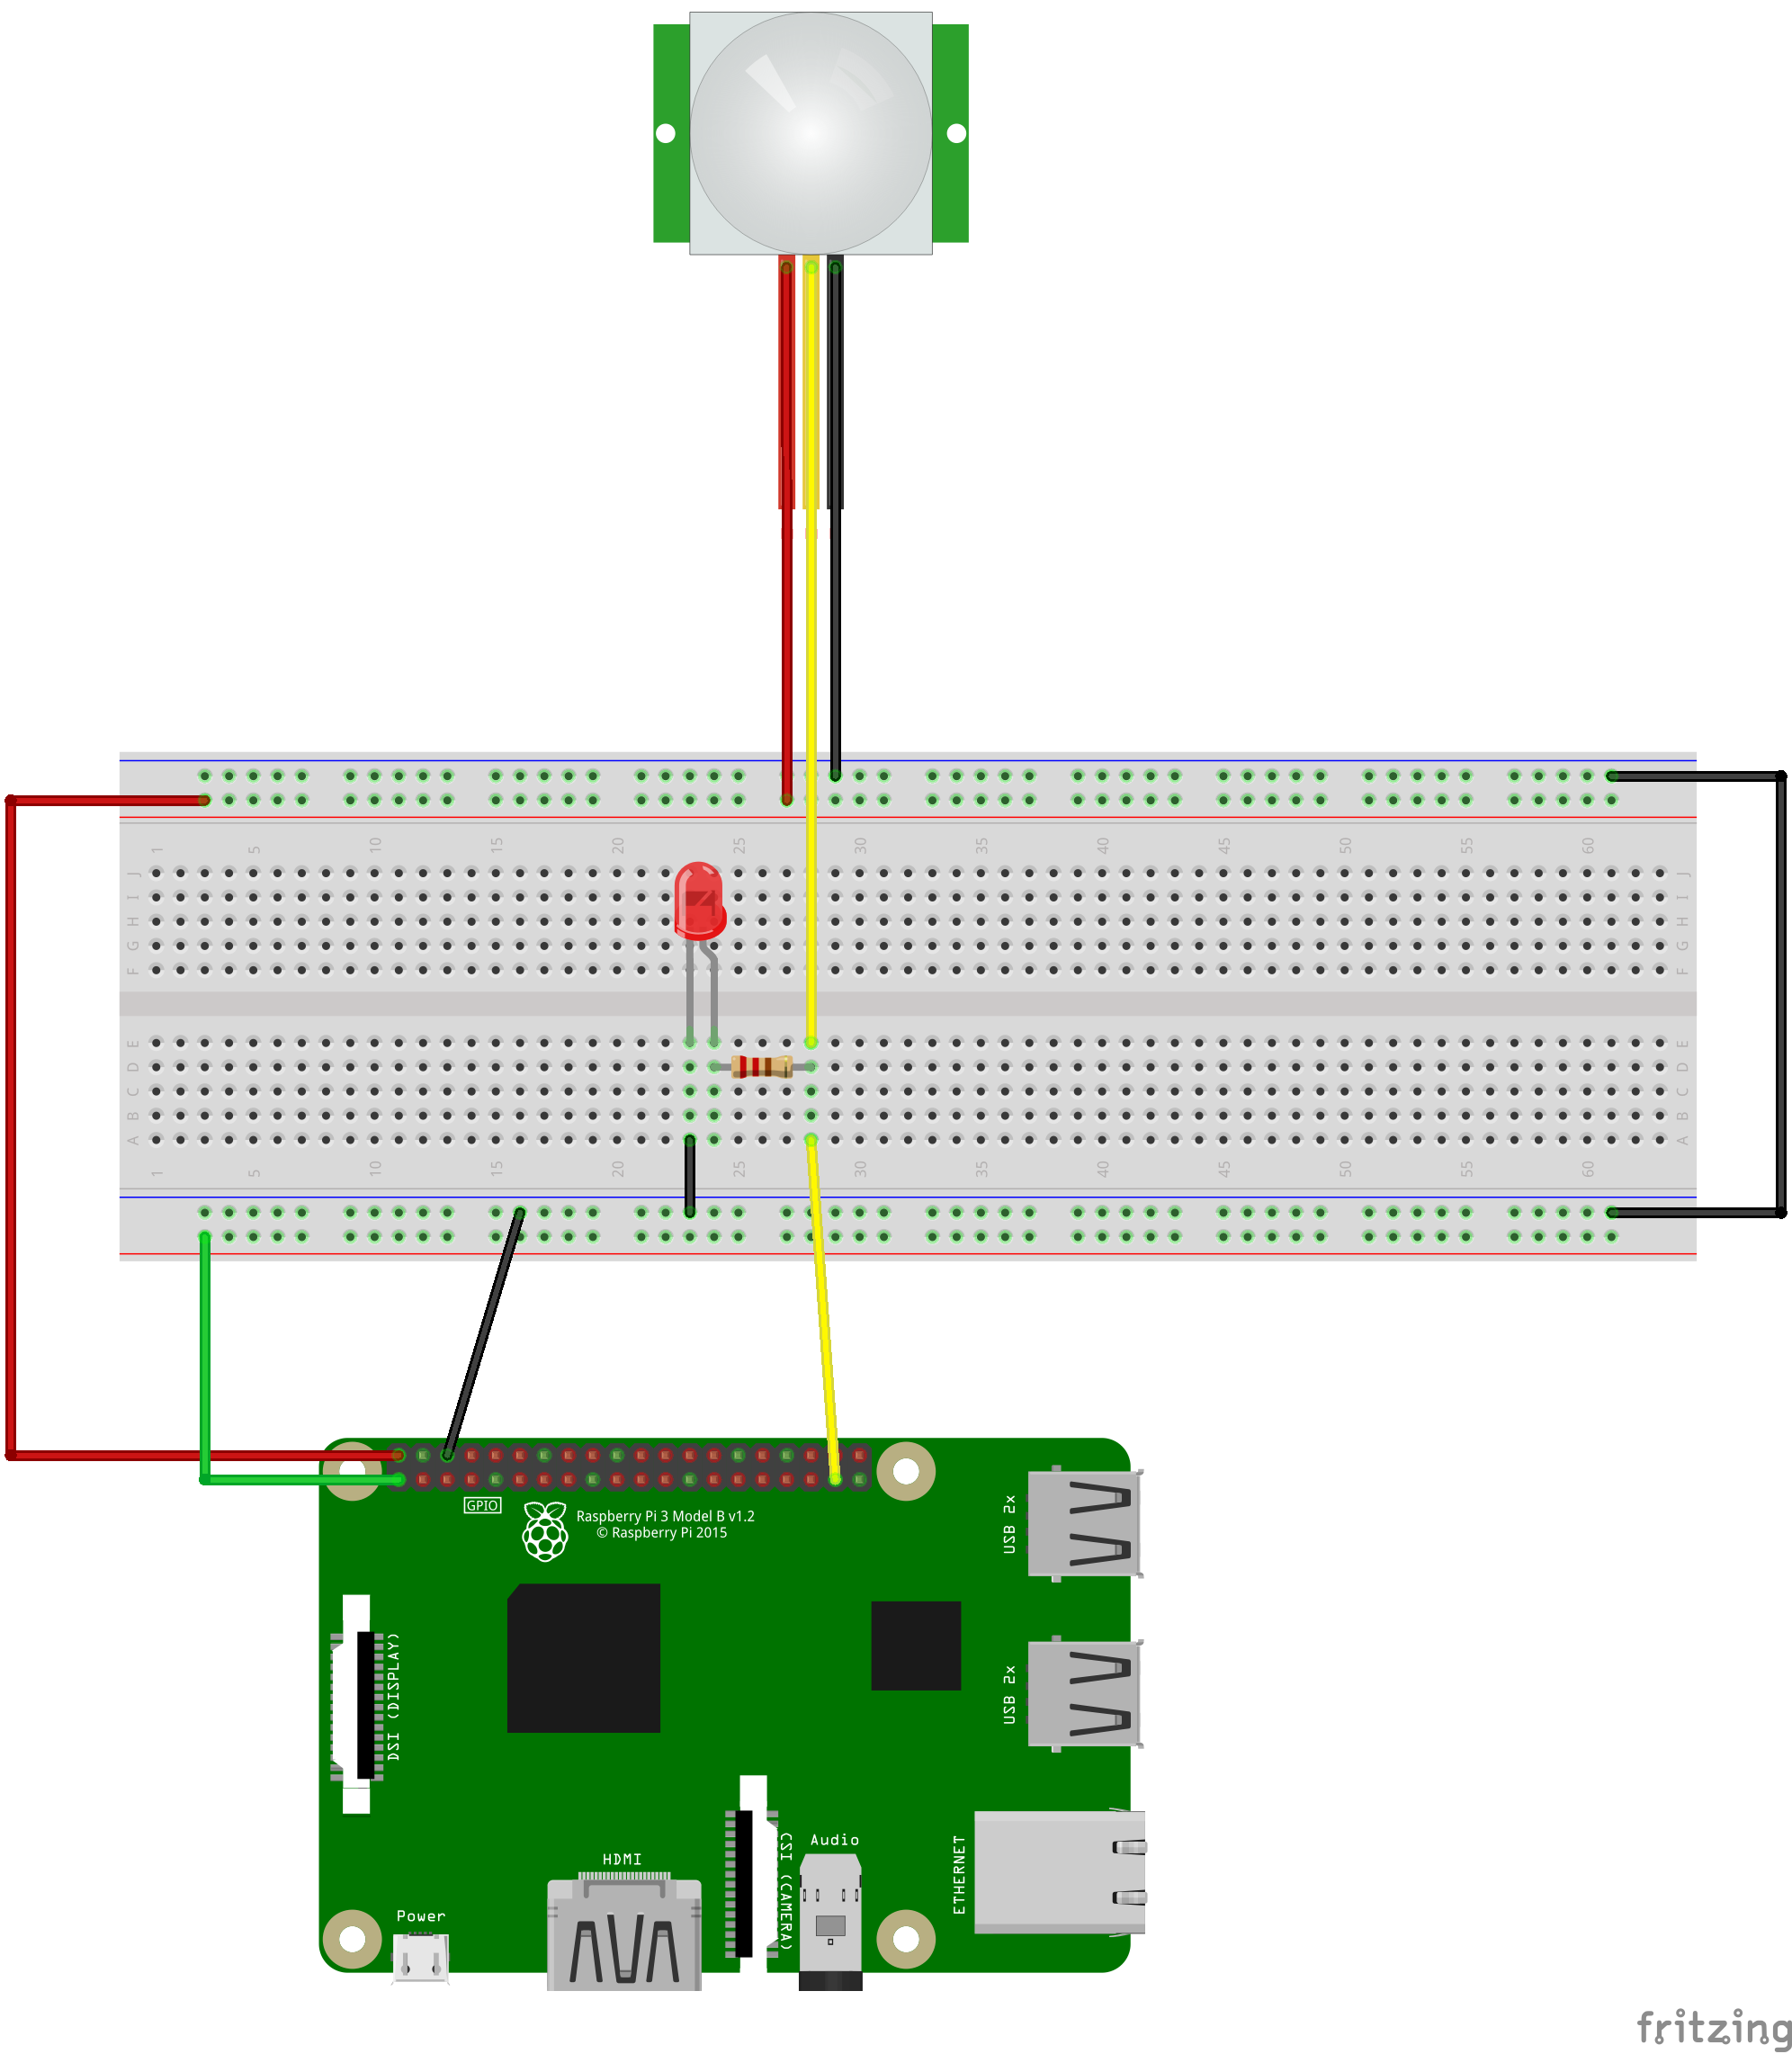 1 5 10 15 20 25 30 35 40 45 50 55 60
J J
I I
H H
G G
F F
E E
D D
C C
B B
A A
1 5 10 15 20 25 30 35 40 45 50 55 60
GPIO
Raspberry Pi 3 Model B v1.2
© Raspberry Pi 2015
USB 2x
USB 2x
DSI (DISPLAY)
CSI (CAMERA)
Audio
ETHERNET
HDMI
Power
fritzing